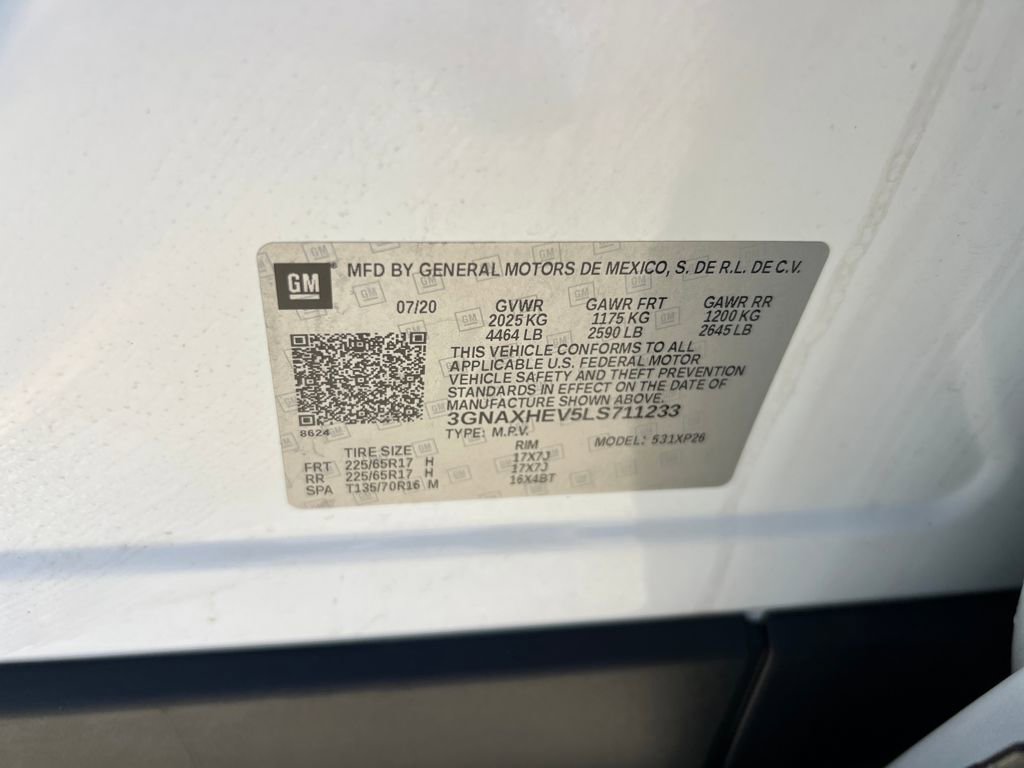 GM MFD BY GENERAL MOTORS DE MEXICO, S. DE R.L. DE C.V.
07/20 GVWR GAWR FRT GAWR RR
2025 KG 1175 KG 1200 KG
4464 LB 2590 LB 2645 LB
THIS VEHICLE CONFORMS TO ALL
APPLICABLE U.S. FEDERAL MOTOR
VEHICLE SAFETY AND THEFT PREVENTION
STANDARDS IN EFFECT ON THE DATE OF
MANUFACTURE SHOWN ABOVE.
3GNAXHEV5LS711233
8624 TYPE: M.P.V. MODEL: 531XP26
TIRE SIZE RIM
FRT 225/65R17 H 17X7J
RR 225/65R17 H 17X7J
SPA T135/70R16 M 16X4BT